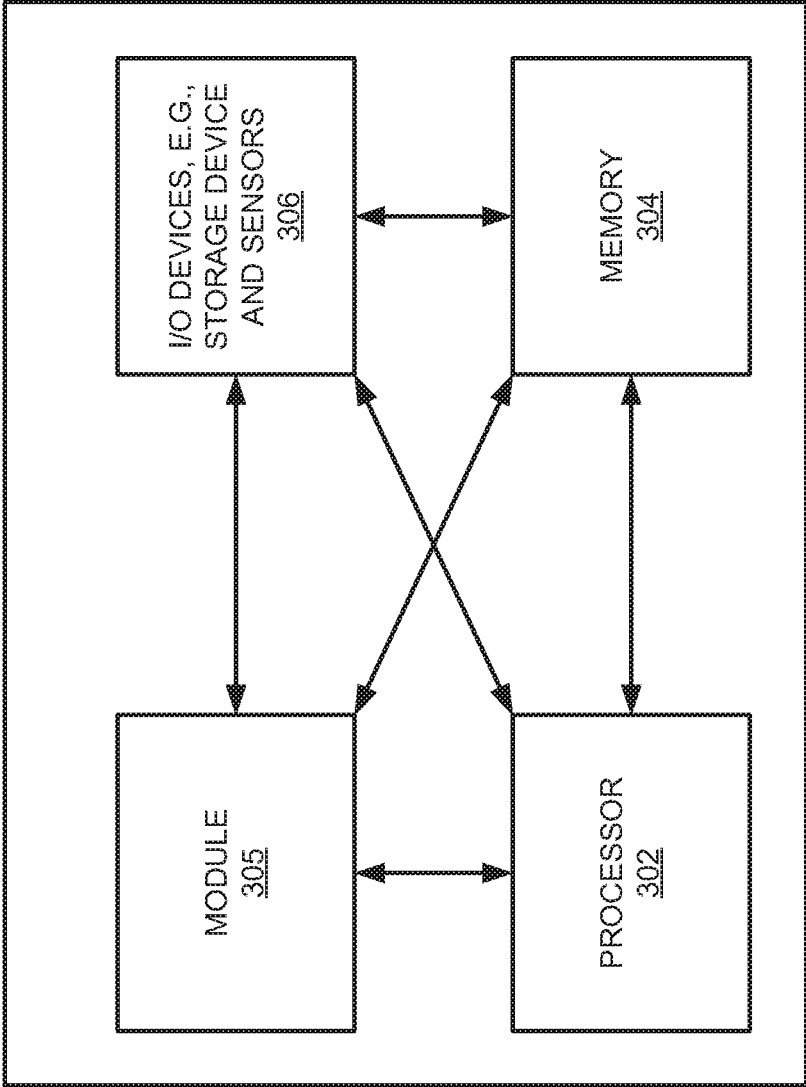 MODULE
305
I/O DEVICES, E.G.,
STORAGE DEVICE
AND SENSORS
306
PROCESSOR
302
MEMORY
304